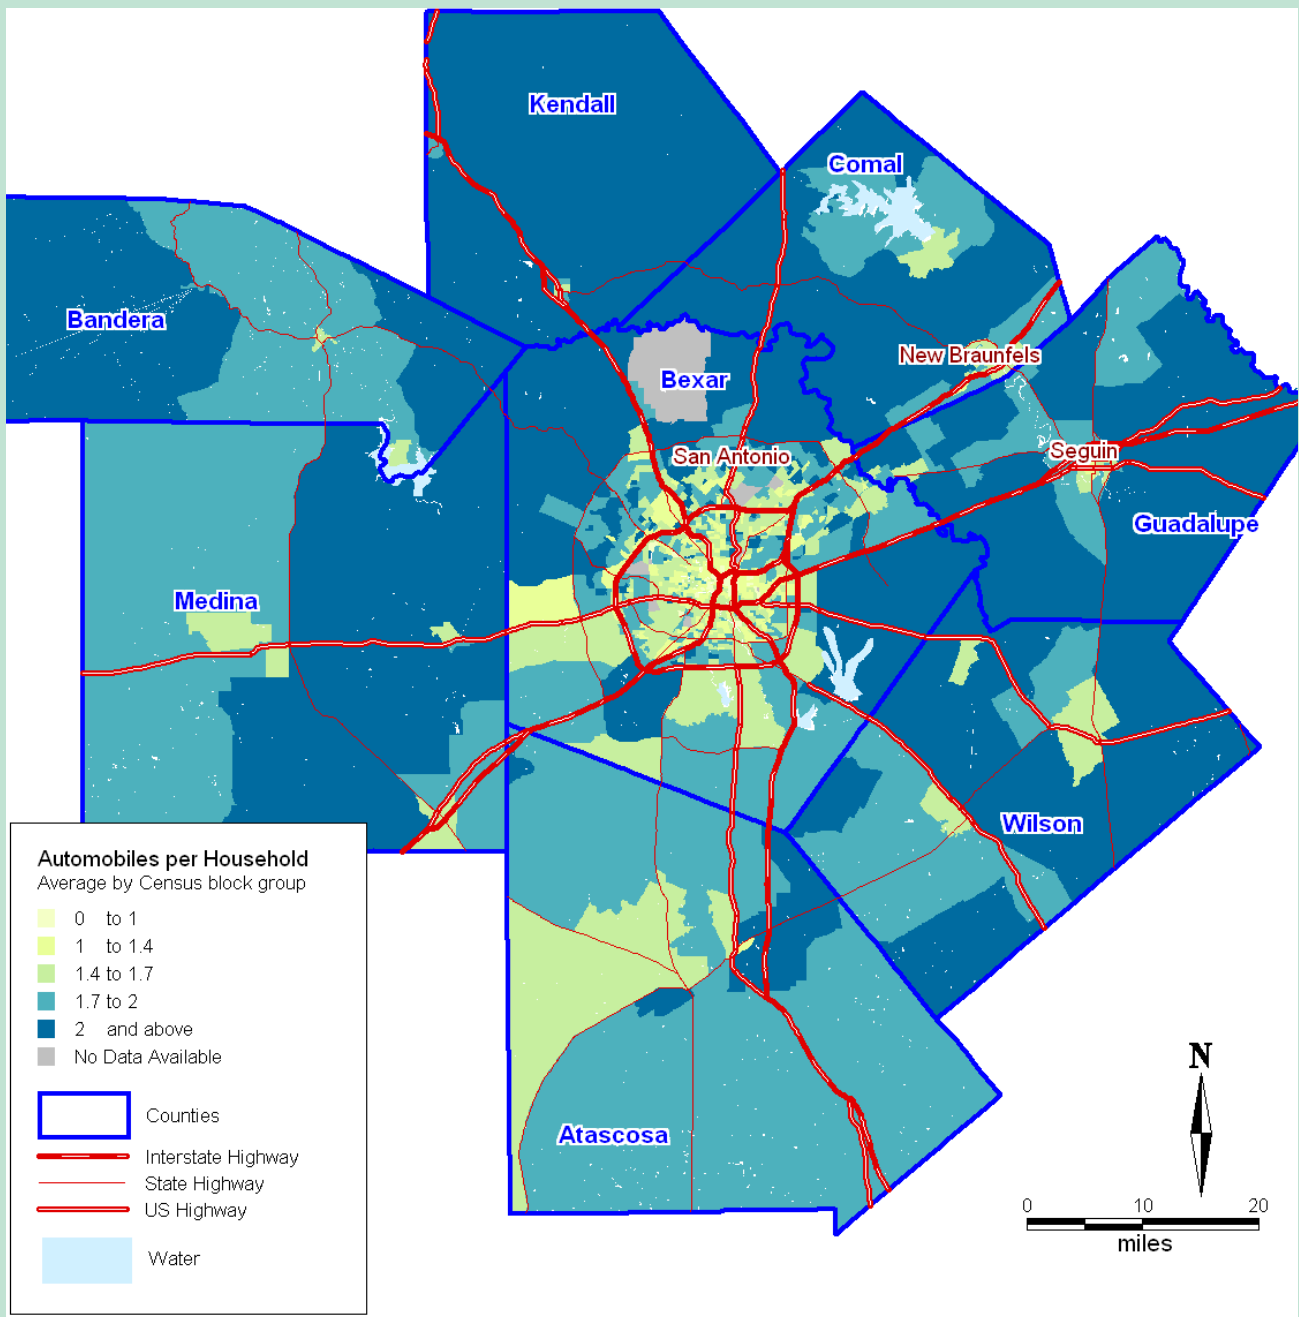 Kendall
Comal
Bandera
New Braunfels
Bexar
San Antonio
Seguin
Guadalupe
Medina
Wilson
Atascosa
Automobiles per Household
Average by Census block group
0 to 1
1 to 1.4
1.4 to 1.7
1.7 to 2
2 and above
No Data Available
Counties
Interstate Highway
State Highway
US Highway
Water
N
0 10 20
miles